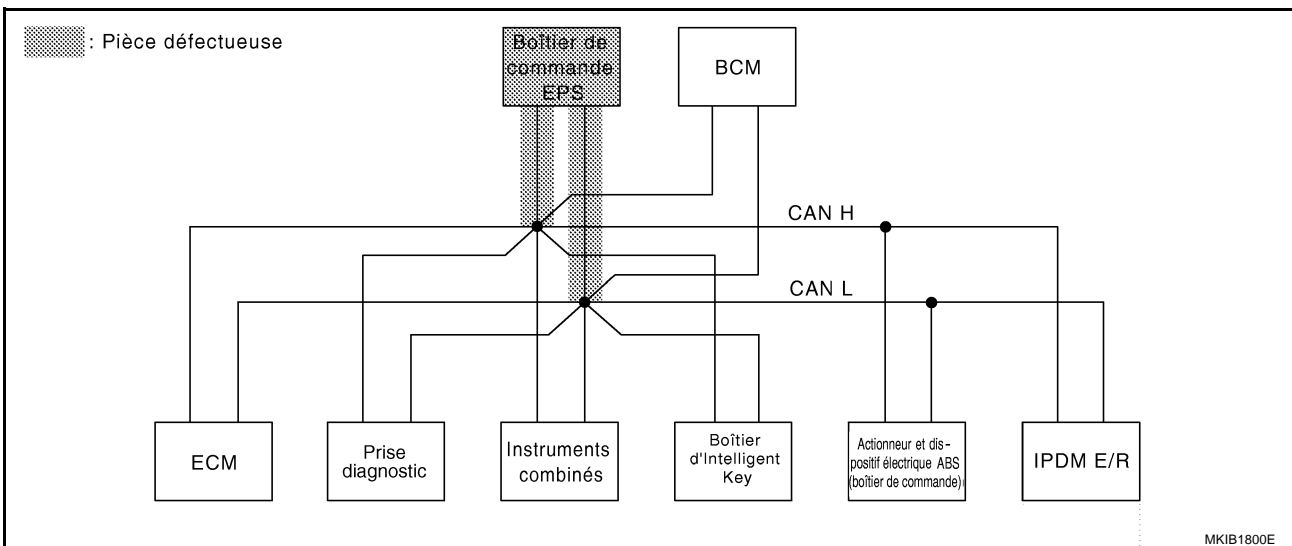 : Pièce défectueuse
Boîtier de
commande
EPS
BCM
CAN H
CAN L
ECM
Prise
diagnostic
Instruments
combinés
Boîtier
d'Intelligent
Key
Actionneur et dis-
positif électrique ABS
(boîtier de commande)
IPDM E/R
MKIB1800E